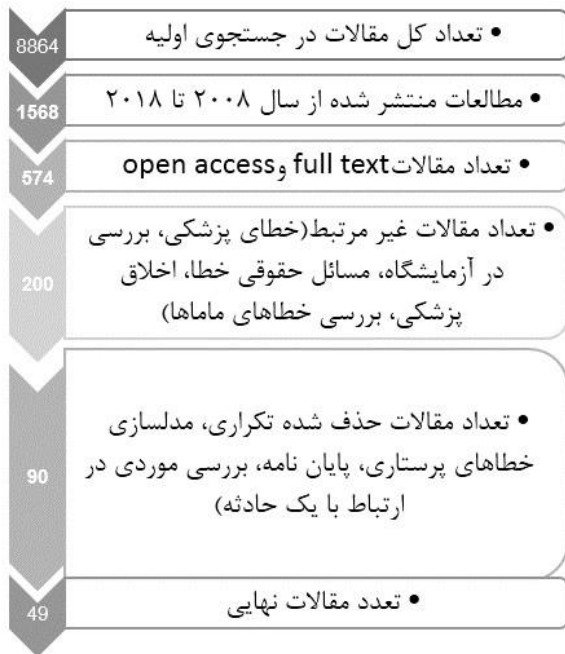 8864
• تعداد کل مقالات در جستجوی اولیه
1568
• مطالعات منتشر شده از سال ۲۰۰۸ تا ۲۰۱۸
574
• تعداد مقالات full text و open access
200
• تعداد مقالات غیر مرتبط(خطای پزشکی، بررسی
در آزمایشگاه، مسائل حقوقی خطا، اخلاق
پزشکی، بررسی خطاهای ماماها)
90
• تعداد مقالات حذف شده تکراری، مدلسازی
خطاهای پرستاری، پایان نامه، بررسی موردی در
ارتباط با یک حادثه)
49
• تعدد مقالات نهایی